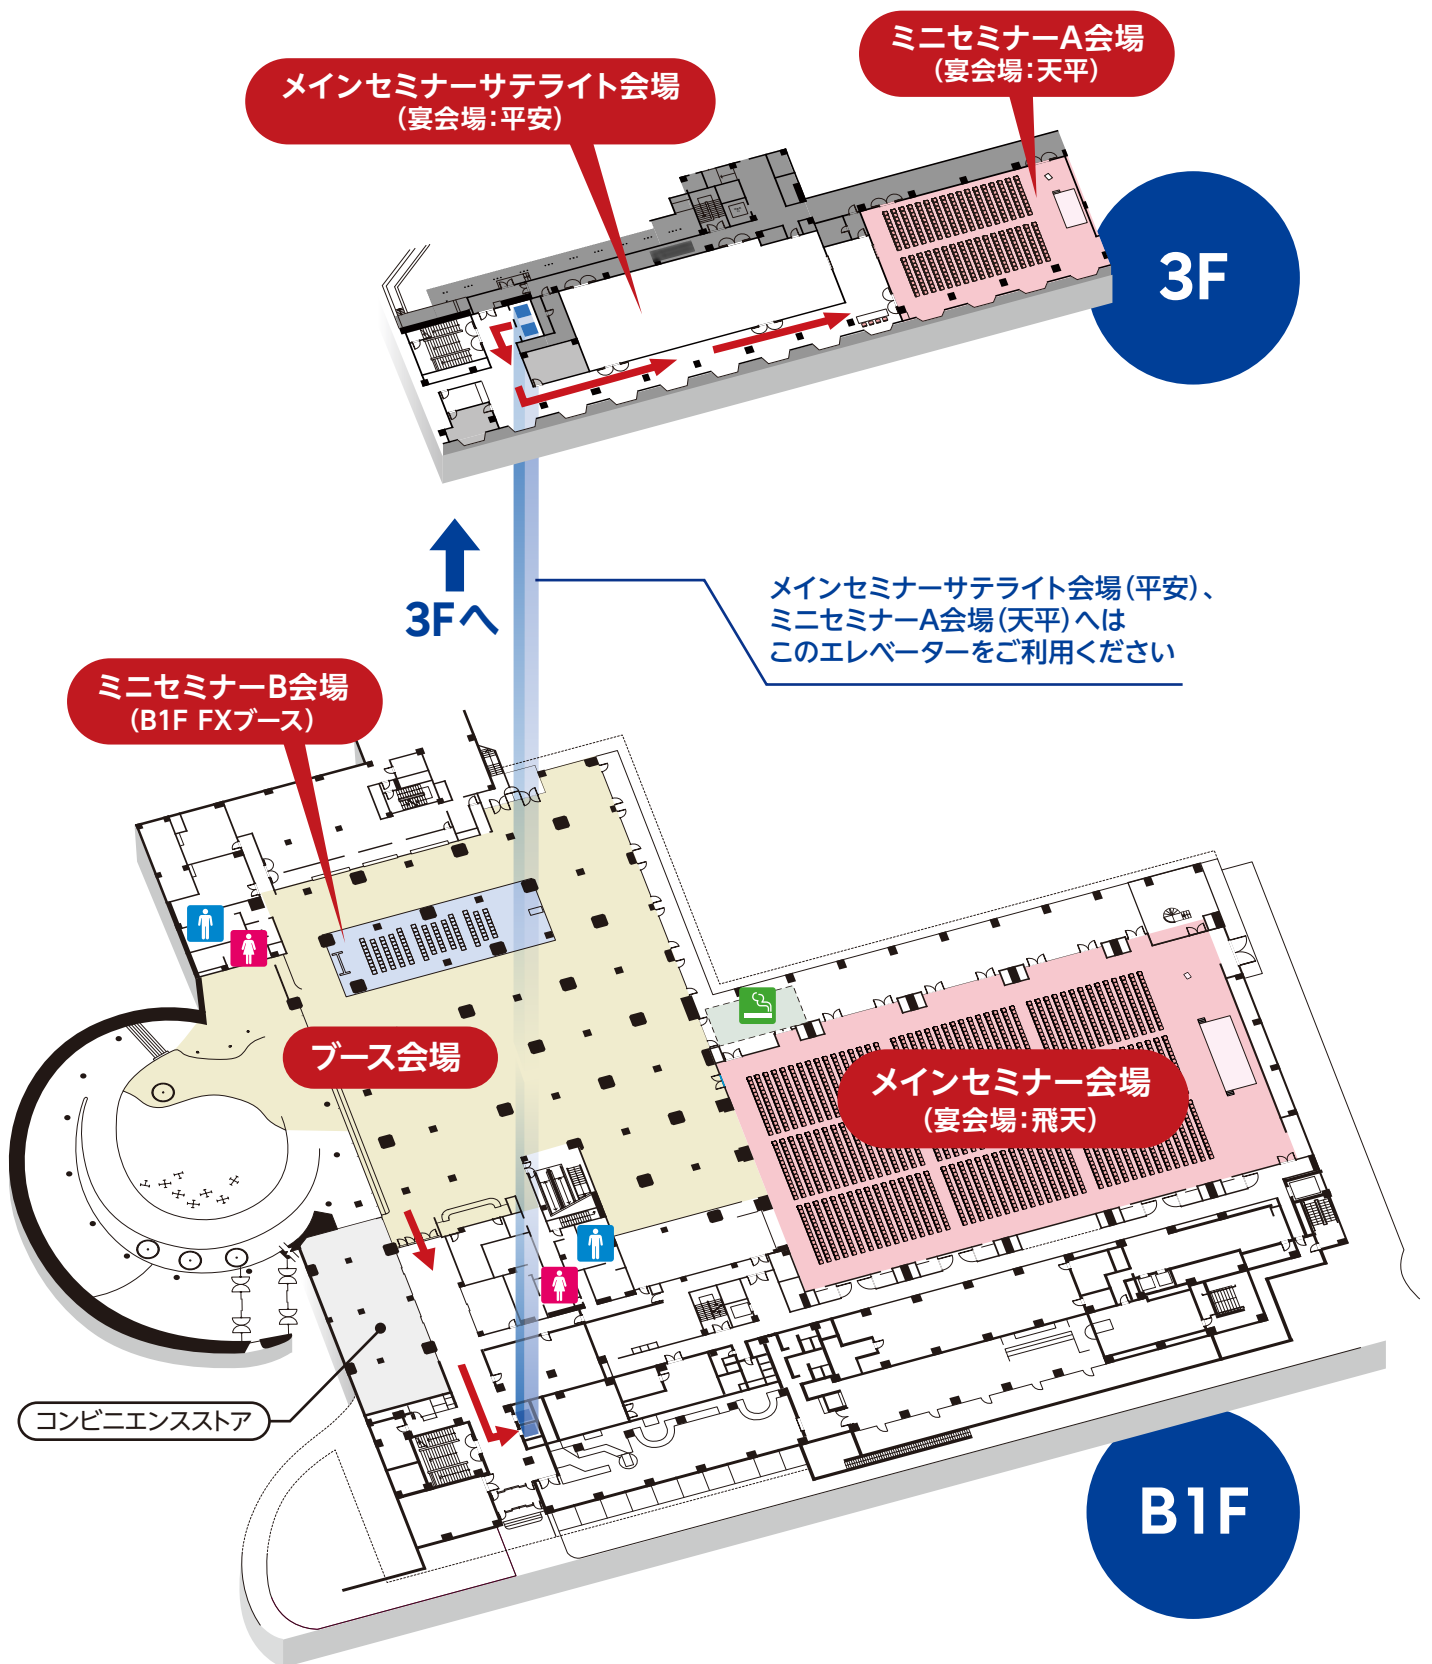 ミニセミナーA会場
(宴会場:天平)
メインセミナーサテライト会場
(宴会場:平安)
3F
メインセミナーサテライト会場(平安)、
ミニセミナーA会場(天平)へは
このエレベーターをご利用ください
3Fへ
ミニセミナーB会場
(B1F FXブース)
ブース会場
メインセミナー会場
(宴会場:飛天)
コンビニエンスストア
B1F